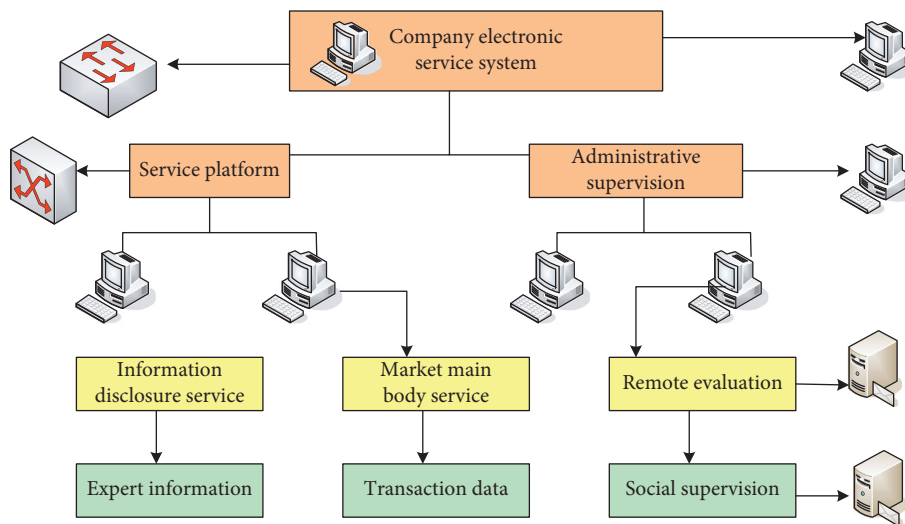 Company electronic
service system
Service platform
Administrative
supervision
Information
disclosure service
Market main
body service
Remote evaluation
Expert information
Transaction data
Social supervision